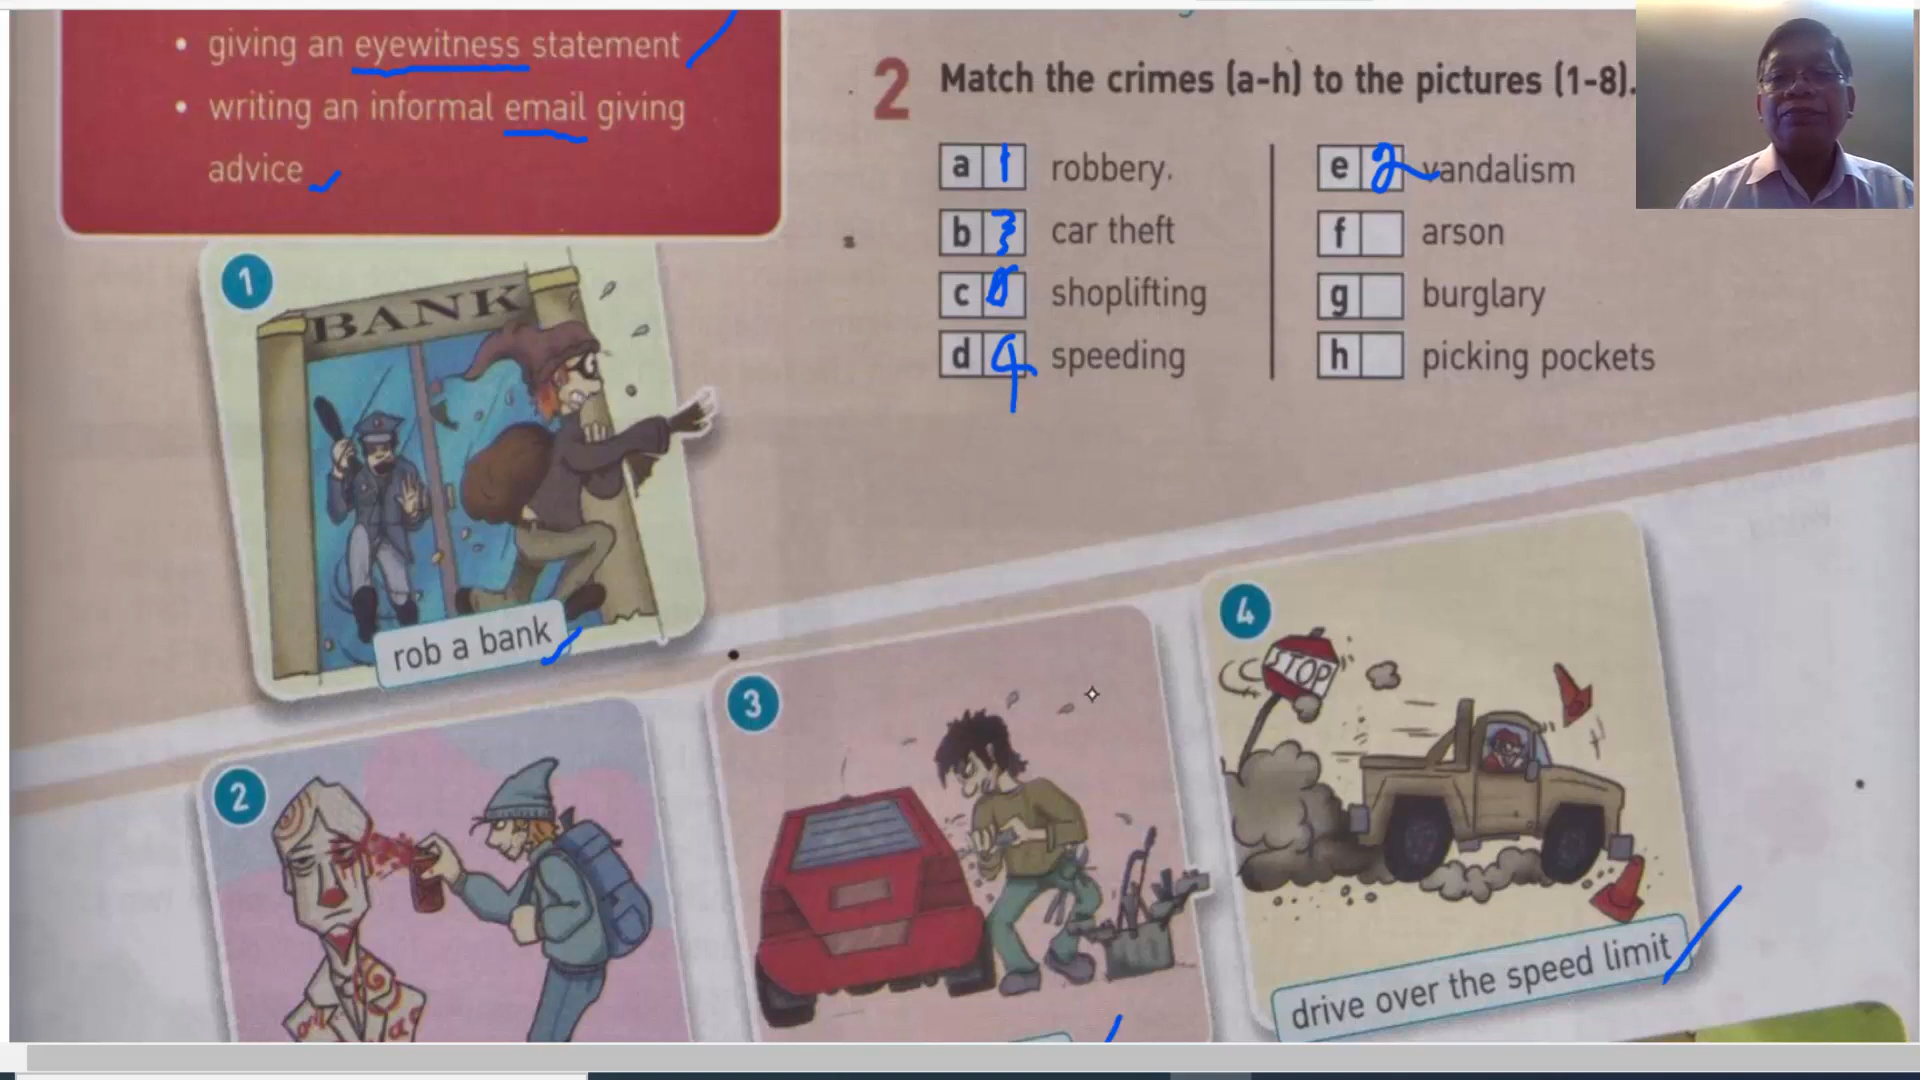 • giving an eyewitness statement
• writing an informal email giving
advice
2 Match the crimes (a-h) to the pictures (1-8).
a 1 robbery.
b 3 car theft
c shoplifting
d 4 speeding
e 2 vandalism
f arson
g burglary
h picking pockets
1
BANK
rob a bank
2
3
4
STOP
drive over the speed limit